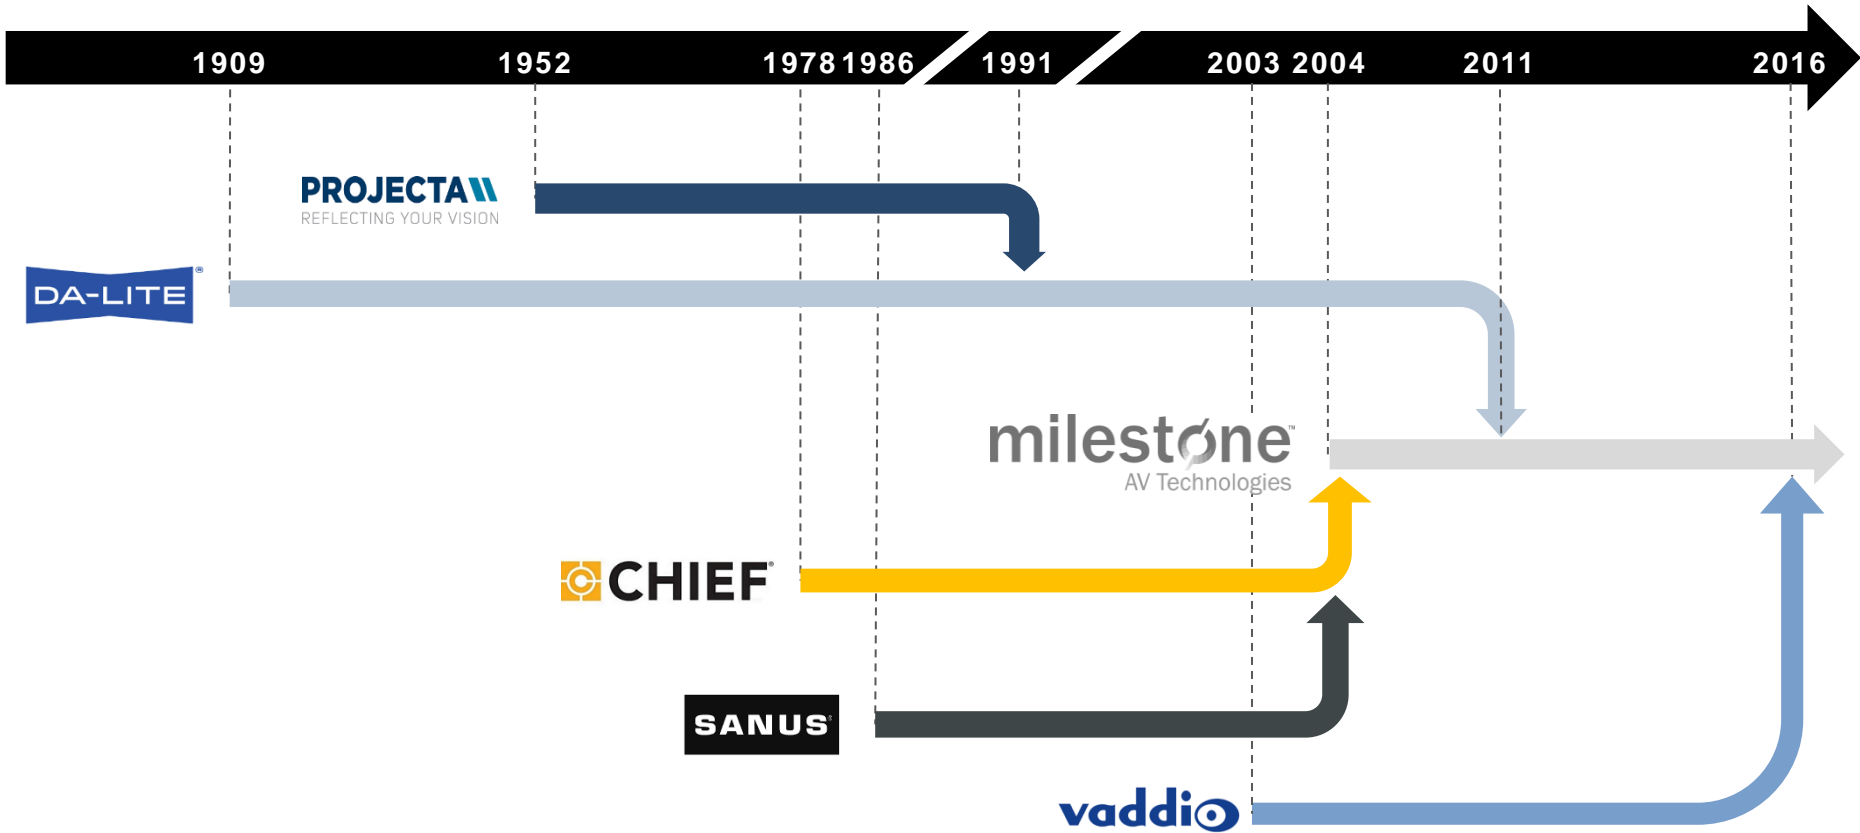 1909 1952 1978 1986 1991 2003 2004 2011 2016
PROJECTA
REFLECTING YOUR VISION
DA-LITE®
milestone™
AV Technologies
CHIEF®
SANUS®
vaddio